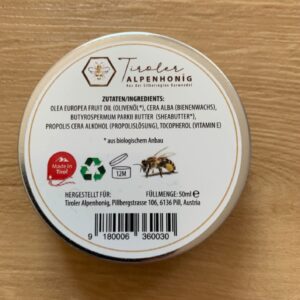 Tiroler
ALPENHONIG
Aus der Silberregion Karwendel
ZUTATEN/INGREDIENTS:
OLEA EUROPEA FRUIT OIL (OLIVENÖL*), CERA ALBA (BIENENWACHS),
BUTYROSPERMUM PARKII BUTTER (SHEABUTTER*),
PROPOLIS CERA ALKOHOL (PROPOLISLÖSUNG), TOCOPHEROL (VITAMIN E)
* aus biologischem Anbau
Made in
Tirol
12M
HERGESTELLT FÜR: FÜLLMENGE: 50ml ℮
Tiroler Alpenhonig, Pillbergstrasse 106, 6136 Pill, Austria
9 180006 360030